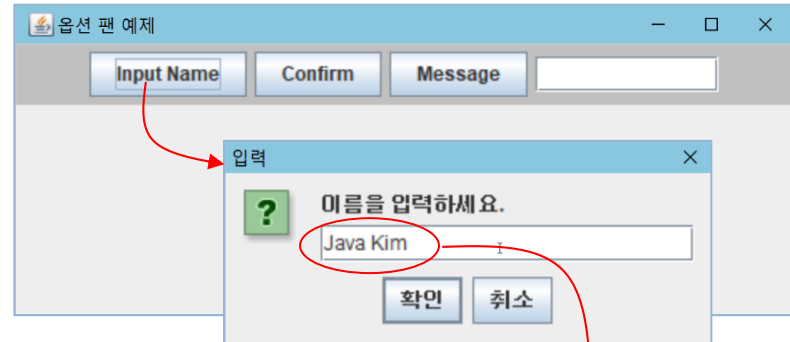 옵션 팬 예제
Input Name Confirm Message
입력
이름을 입력하세요.
Java Kim
확인 취소